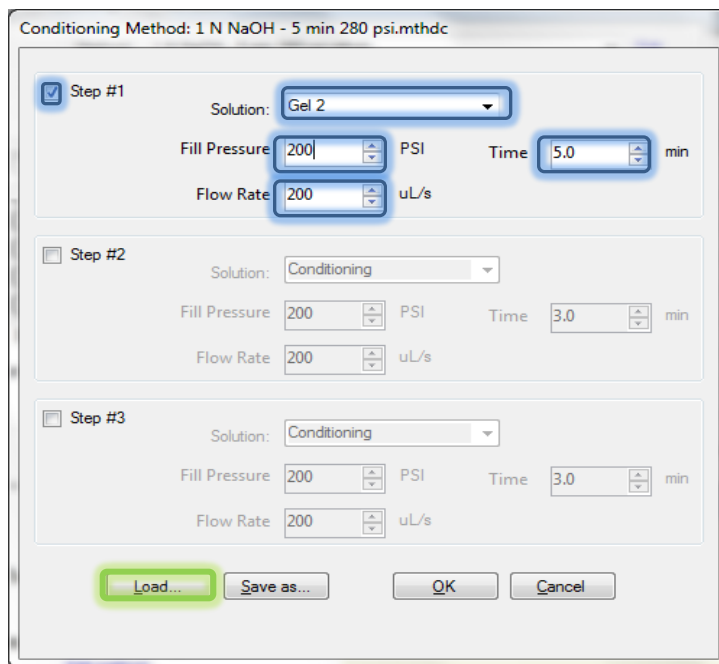 Conditioning Method: 1 N NaOH - 5 min 280 psi.mthdc
Step #1
Solution: Gel 2
Fill Pressure 200 PSI Time 5.0 min
Flow Rate 200 uL/s
Step #2
Solution: Conditioning
Fill Pressure 200 PSI Time 3.0 min
Flow Rate 200 uL/s
Step #3
Solution: Conditioning
Fill Pressure 200 PSI Time 3.0 min
Flow Rate 200 uL/s
Load... Save as... OK Cancel